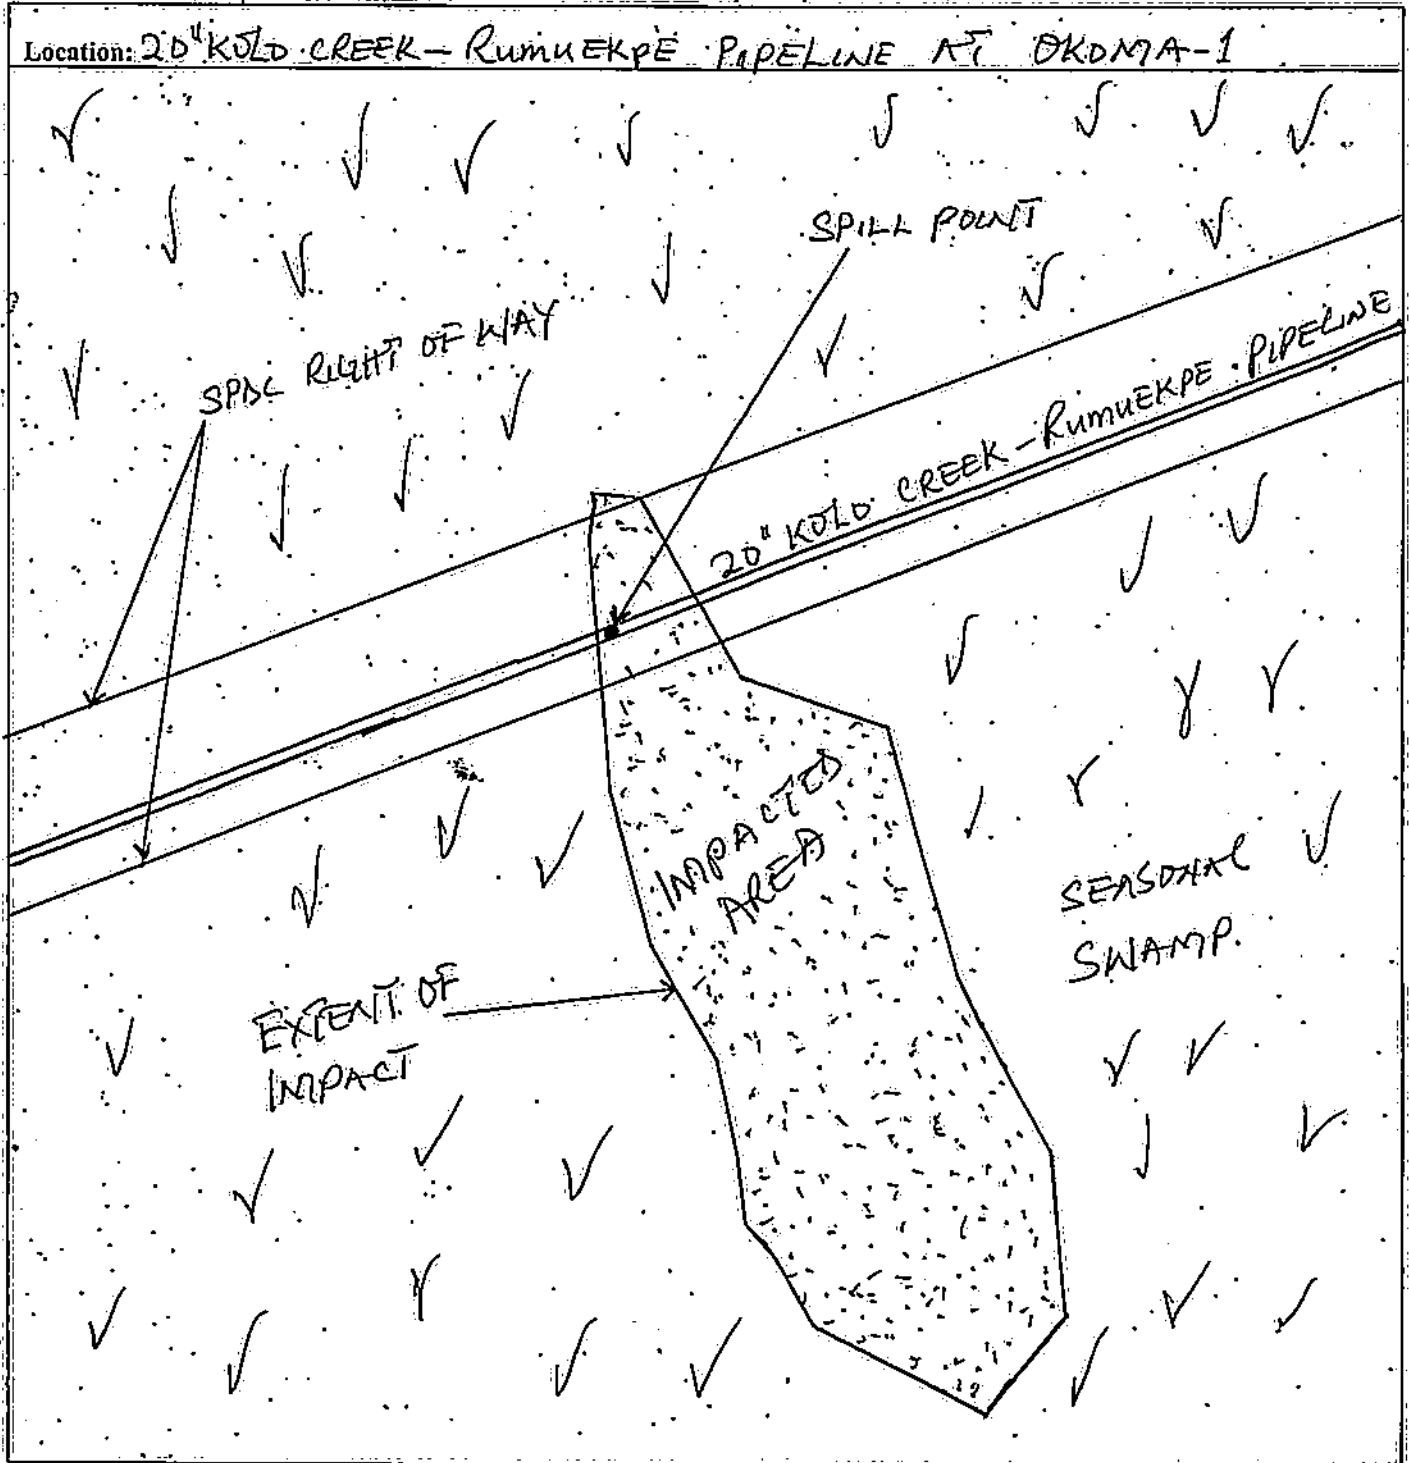 Location: 20" KOLO CREEK – RUMUEKPE PIPELINE AT OKOMA-1
SPILL POINT
SPDC RIGHT OF WAY
20" KOLO CREEK – RUMUEKPE PIPELINE
IMPACTED
AREA
SEASONAL
SWAMP.
EXTENT OF
IMPACT